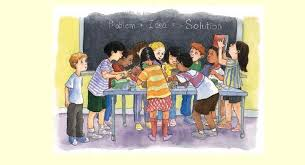 Problem + Idea = Solution